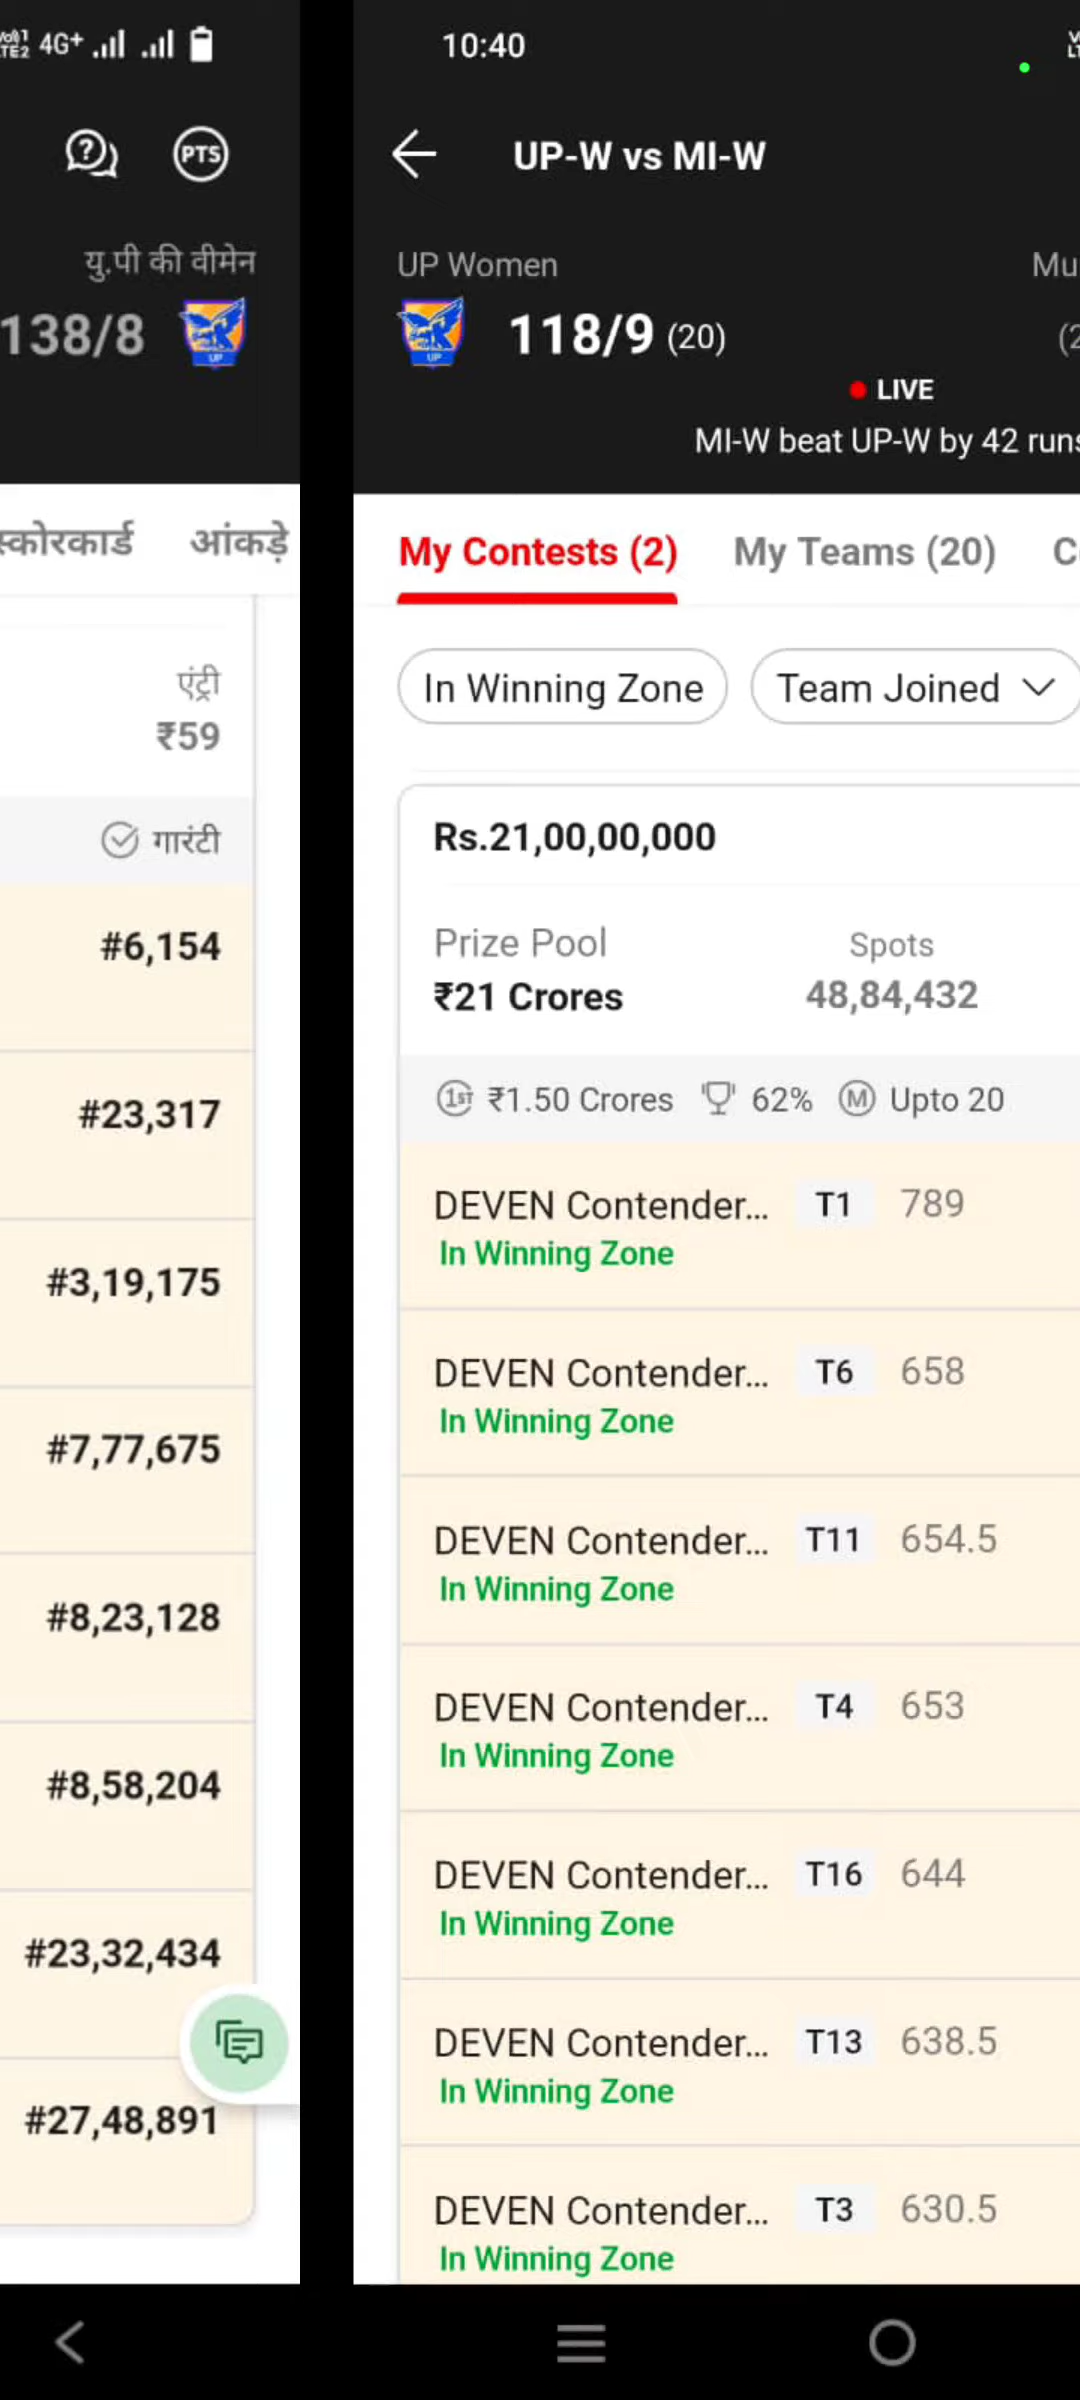 4G+
PTS
यु.पी की वीमेन
138/8
UP
स्कोरकार्ड आंकड़े
एंट्री
₹59
गारंटी
#6,154
#23,317
#3,19,175
#7,77,675
#8,23,128
#8,58,204
#23,32,434
#27,48,891
10:40
UP-W vs MI-W
UP Women
Mu
UP
118/9 (20)
(2
LIVE
MI-W beat UP-W by 42 runs
My Contests (2) My Teams (20) C
In Winning Zone Team Joined
Rs.21,00,00,000
Prize Pool Spots
₹21 Crores 48,84,432
1ST ₹1.50 Crores 62% M Upto 20
DEVEN Contender... T1 789
In Winning Zone
DEVEN Contender... T6 658
In Winning Zone
DEVEN Contender... T11 654.5
In Winning Zone
DEVEN Contender... T4 653
In Winning Zone
DEVEN Contender... T16 644
In Winning Zone
DEVEN Contender... T13 638.5
In Winning Zone
DEVEN Contender... T3 630.5
In Winning Zone